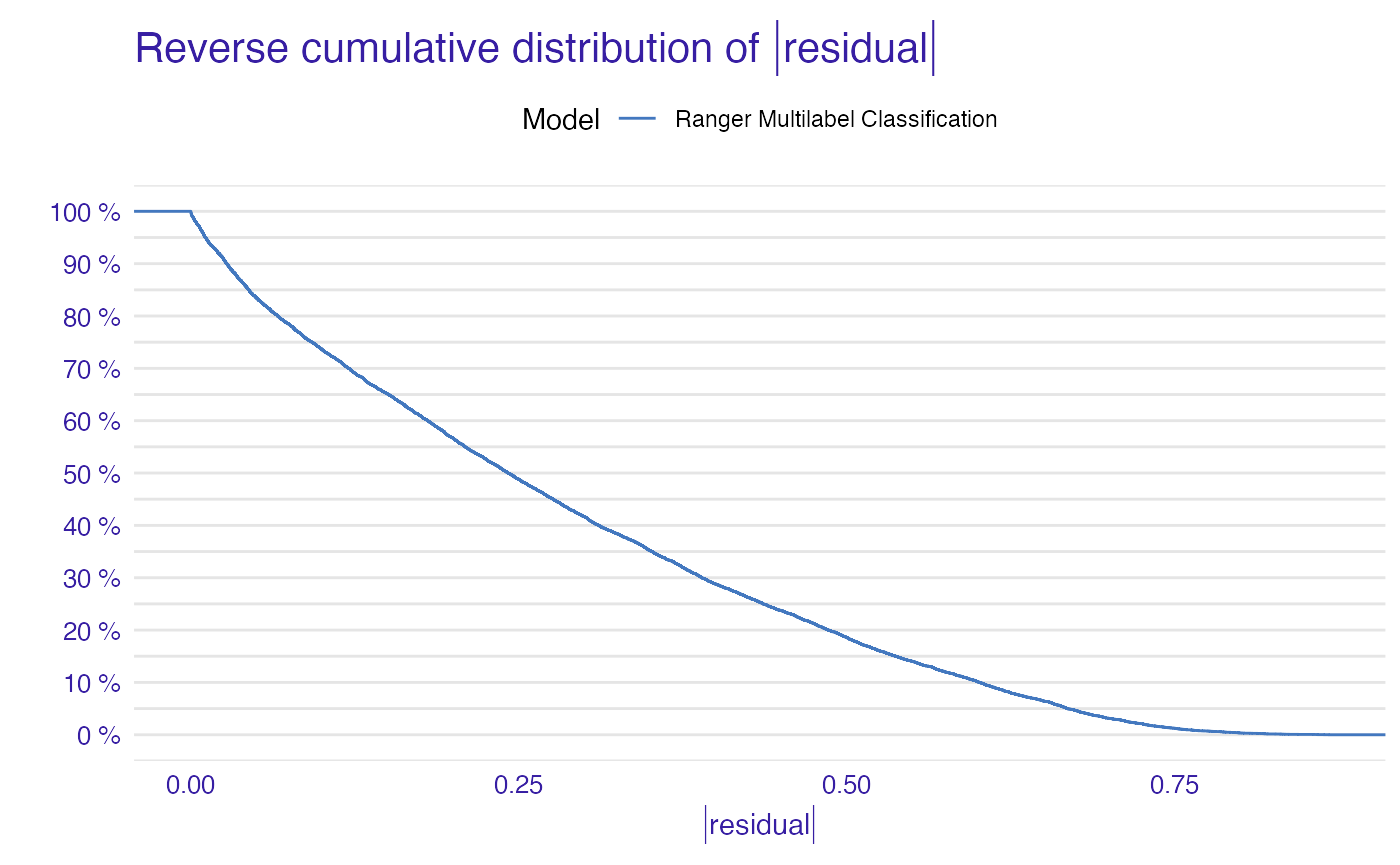 Reverse cumulative distribution of |residual|
Model Ranger Multilabel Classification
100 %
90 %
80 %
70 %
60 %
50 %
40 %
30 %
20 %
10 %
0 %
0.00 0.25 0.50 0.75
|residual|